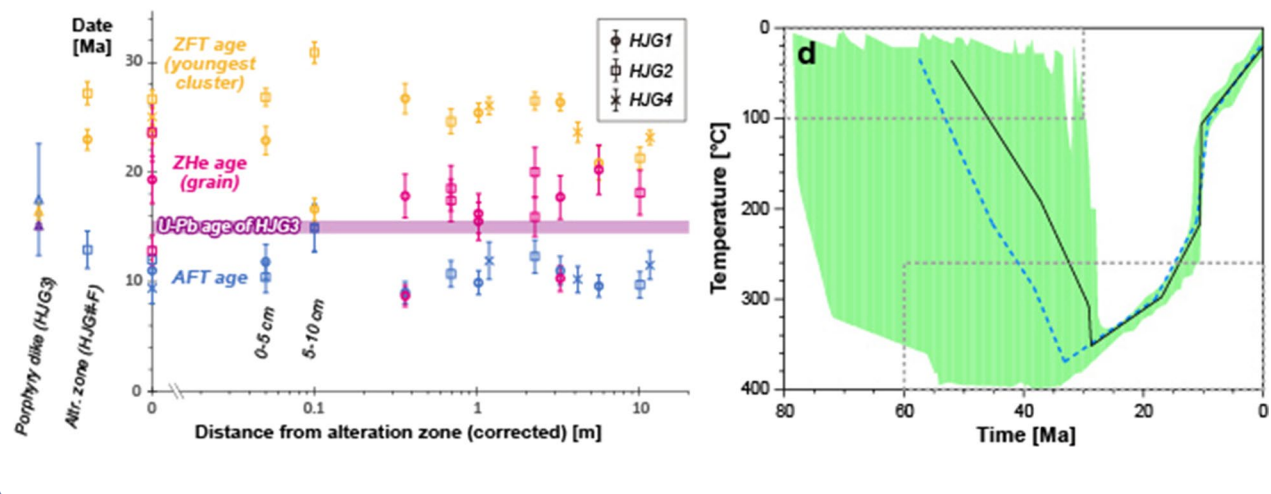 Date
[Ma]
30
20
10
0
ZFT age
(youngest
cluster)
ZHe age
(grain)
U-Pb age of HJG3
AFT age
HJG1
HJG2
HJG4
Porphyry dike (HJG3)
Altr. zone (HJG#-F)
0-5 cm
5-10 cm
0
0.1
1
10
Distance from alteration zone (corrected) [m]
d
0
100
200
300
400
Temperature [°C]
80
60
40
20
0
Time [Ma]